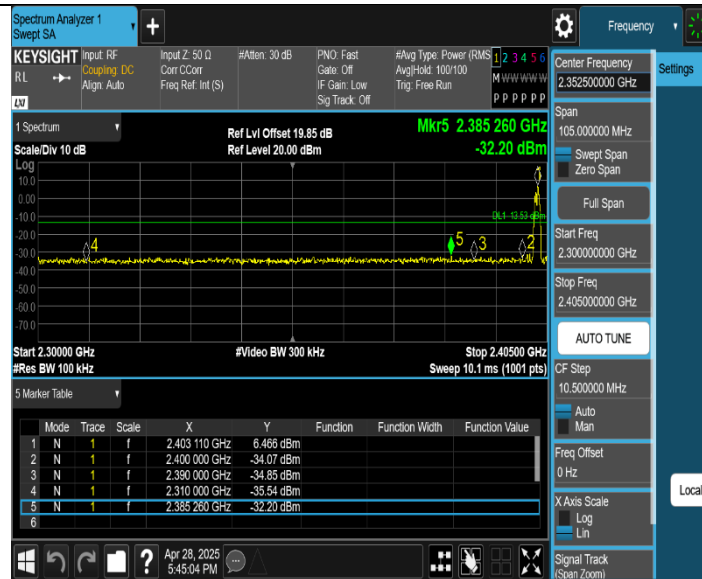 Spectrum Analyzer 1
Swept SA
Frequency
KEYSIGHT
RL
LXI
Input: RF
Coupling: DC
Align: Auto
Input Z: 50 Ω
Corr CCorr
Freq Ref: Int (S)
#Atten: 30 dB
PNO: Fast
Gate: Off
IF Gain: Low
Sig Track: Off
#Avg Type: Power (RMS
Avg|Hold: 100/100
Trig: Free Run
1 2 3 4 5 6
M W W W W W
P P P P P P
1 Spectrum
Scale/Div 10 dB
Ref Lvl Offset 19.85 dB
Ref Level 20.00 dBm
Mkr5 2.385 260 GHz
-32.20 dBm
Log
10.0
0.00
-10.0
-20.0
-30.0
-40.0
-50.0
-60.0
-70.0
DL1 -13.53 dBm
4
5
3
2
Start 2.30000 GHz
#Res BW 100 kHz
#Video BW 300 kHz
Stop 2.40500 GHz
Sweep 10.1 ms (1001 pts)
5 Marker Table
Mode Trace Scale X Y Function Function Width Function Value
1 N 1 f 2.403 110 GHz 6.466 dBm
2 N 1 f 2.400 000 GHz -34.07 dBm
3 N 1 f 2.390 000 GHz -34.85 dBm
4 N 1 f 2.310 000 GHz -35.54 dBm
5 N 1 f 2.385 260 GHz -32.20 dBm
6
?
Apr 28, 2025
5:45:04 PM
Center Frequency
2.352500000 GHz
Span
105.000000 MHz
Swept Span
Zero Span
Full Span
Start Freq
2.300000000 GHz
Stop Freq
2.405000000 GHz
AUTO TUNE
CF Step
10.500000 MHz
Auto
Man
Freq Offset
0 Hz
X Axis Scale
Log
Lin
Signal Track
(Span Zoom)
Settings
Local